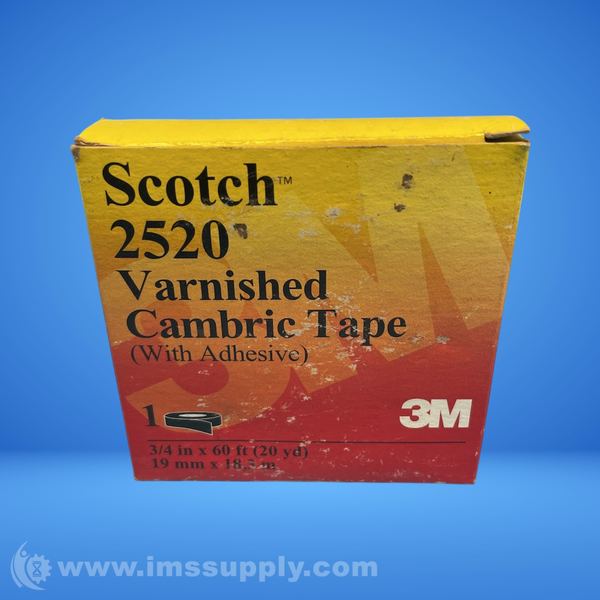 Scotch™
2520
Varnished
Cambric Tape
(With Adhesive)
1
3M
3/4 in x 60 ft (20 yd)
19 mm x 18.3 m
www.imssupply.com